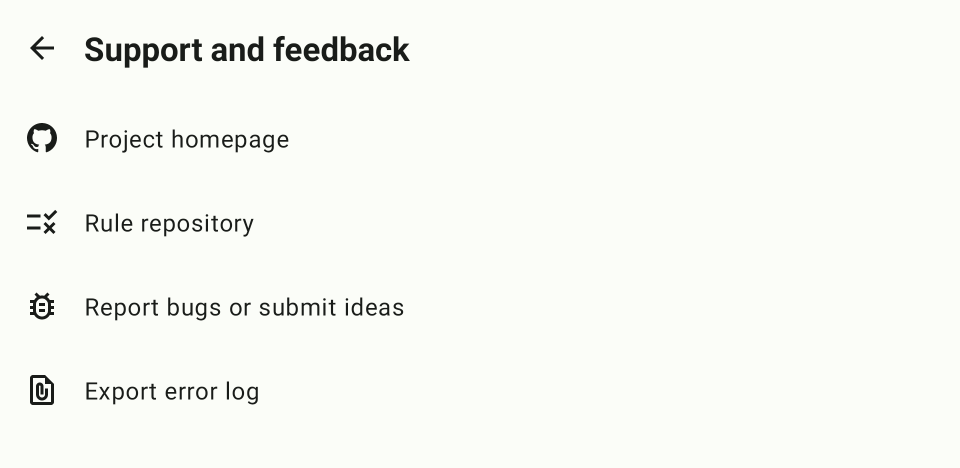 Support and feedback
Project homepage
Rule repository
Report bugs or submit ideas
Export error log